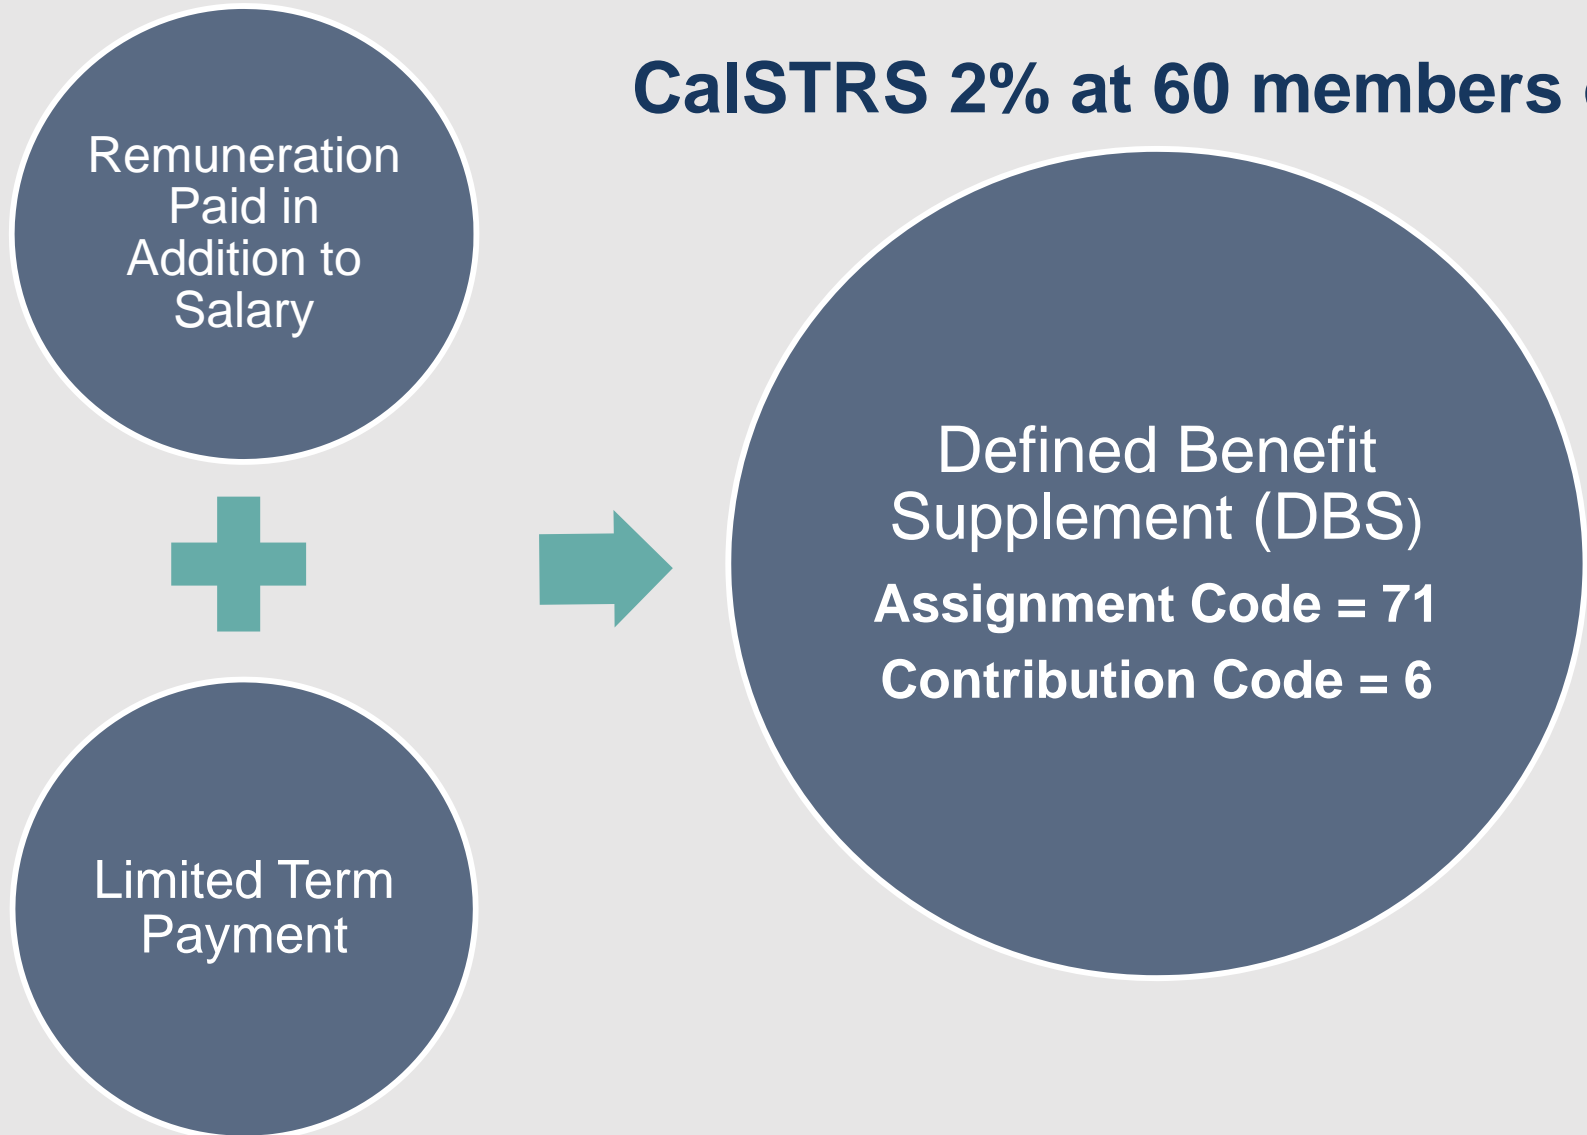 CalSTRS 2% at 60 members
Remuneration
Paid in
Addition to
Salary
Limited Term
Payment
Defined Benefit
Supplement (DBS)
Assignment Code = 71
Contribution Code = 6